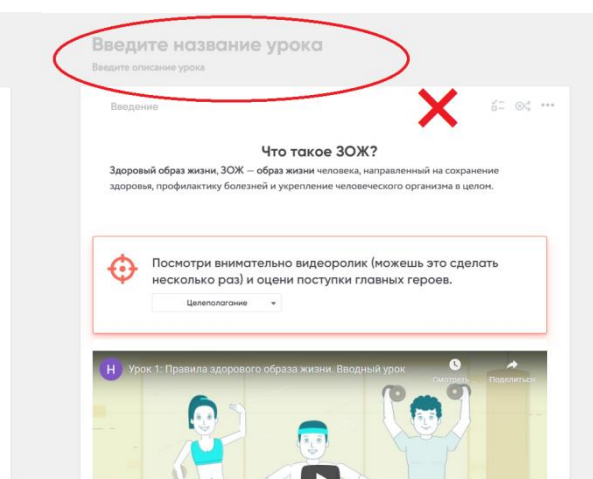 Введите название урока
Введите описание урока
Введение
Что такое ЗОЖ?
Здоровый образ жизни, ЗОЖ — образ жизни человека, направленный на сохранение
здоровья, профилактику болезней и укрепление человеческого организма в целом.
Посмотри внимательно видеоролик (можешь это сделать
несколько раз) и оцени поступки главных героев.
Целеполагание
Н Урок 1: Правила здорового образа жизни. Вводный урок
Смотреть Поделиться